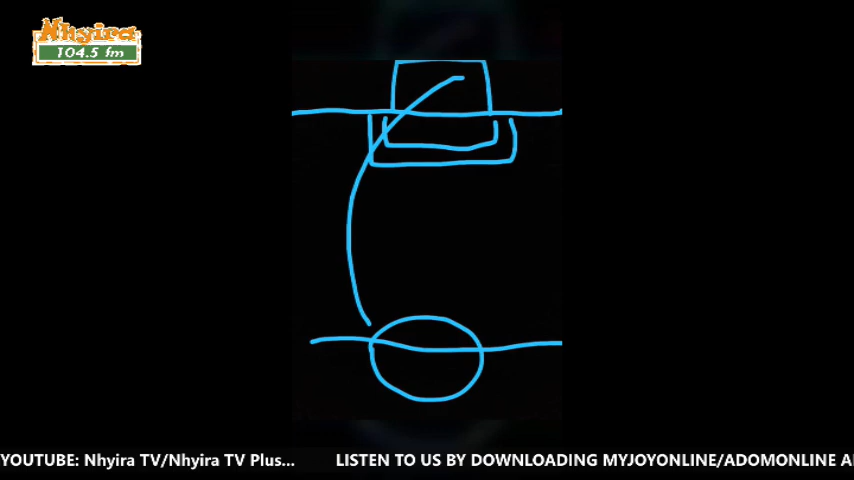 Nhyira
104.5 fm
YOUTUBE: Nhyira TV/Nhyira TV Plus... LISTEN TO US BY DOWNLOADING MYJOYONLINE/ADOMONLINE